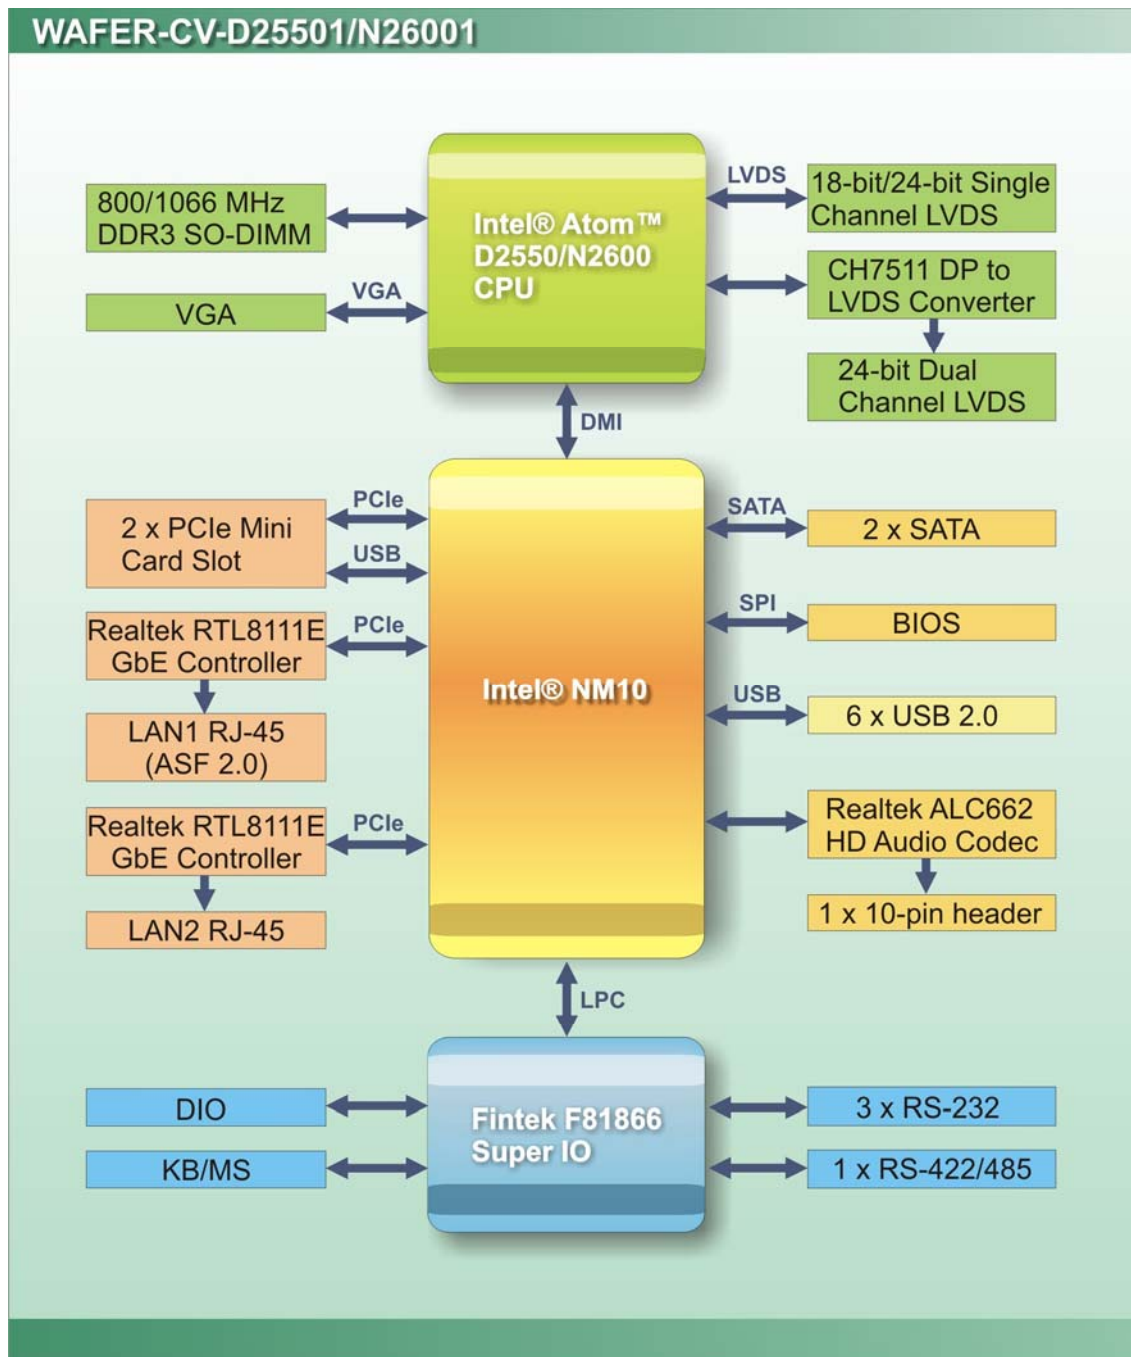 WAFER-CV-D25501/N26001
800/1066 MHz
DDR3 SO-DIMM
VGA
VGA
Intel® Atom™
D2550/N2600
CPU
LVDS
18-bit/24-bit Single
Channel LVDS
CH7511 DP to
LVDS Converter
24-bit Dual
Channel LVDS
DMI
2 x PCIe Mini
Card Slot
PCIe
USB
Realtek RTL8111E
GbE Controller
PCIe
LAN1 RJ-45
(ASF 2.0)
Realtek RTL8111E
GbE Controller
PCIe
LAN2 RJ-45
Intel® NM10
SATA
2 x SATA
SPI
BIOS
USB
6 x USB 2.0
Realtek ALC662
HD Audio Codec
1 x 10-pin header
LPC
DIO
KB/MS
Fintek F81866
Super IO
3 x RS-232
1 x RS-422/485